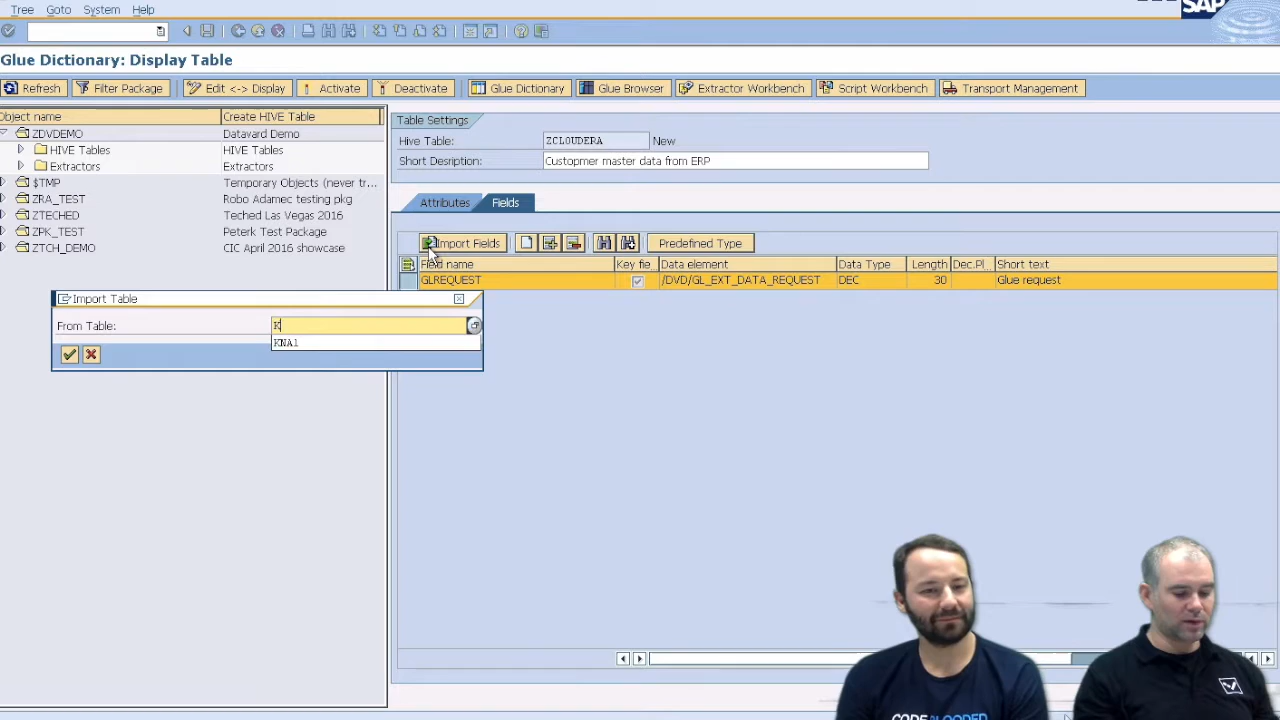 Tree Goto System Help
SAP
Glue Dictionary: Display Table
Refresh Filter Package Edit <-> Display Activate Deactivate Glue Dictionary Glue Browser Extractor Workbench Script Workbench Transport Management
Object name Create HIVE Table
ZDVDEMO Datavard Demo
HIVE Tables HIVE Tables
Extractors Extractors
$TMP Temporary Objects (never tr...
ZRA_TEST Robo Adamec testing pkg
ZTECHED Teched Las Vegas 2016
ZPK_TEST Peterk Test Package
ZTCH_DEMO CIC April 2016 showcase
Table Settings
Hive Table: ZCLOUDERA New
Short Desription: Custopmer master data from ERP
Attributes Fields
Import Fields Predefined Type
Field name Key fie... Data element Data Type Length Dec.Pl... Short text
GLREQUEST /DVD/GL_EXT_DATA_REQUEST DEC 30 Glue request
Import Table
From Table: K
KNA1